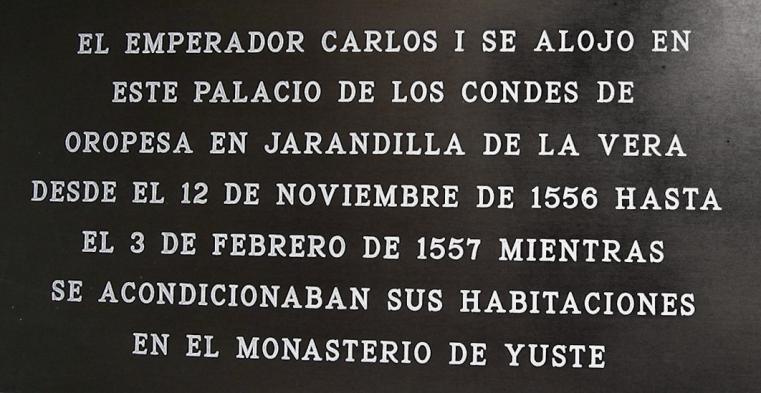 EL EMPERADOR CARLOS I SE ALOJO EN
ESTE PALACIO DE LOS CONDES DE
OROPESA EN JARANDILLA DE LA VERA
DESDE EL 12 DE NOVIEMBRE DE 1556 HASTA
EL 3 DE FEBRERO DE 1557 MIENTRAS
SE ACONDICIONABAN SUS HABITACIONES
EN EL MONASTERIO DE YUSTE